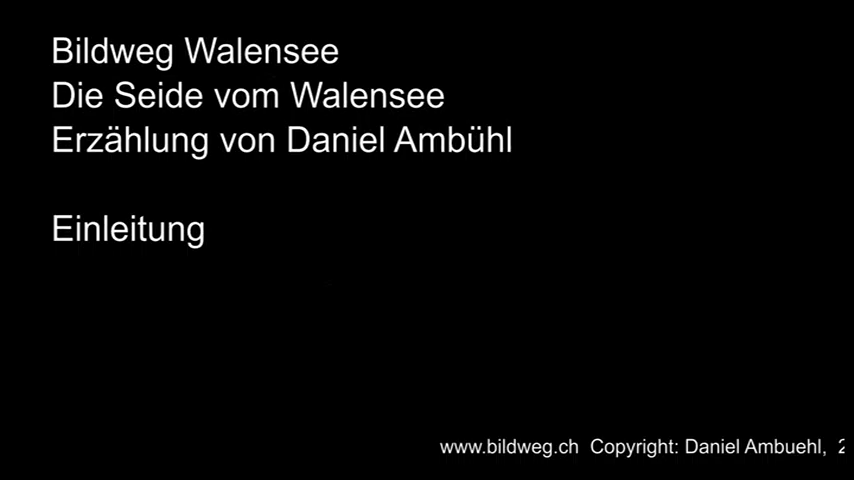 Bildweg Walensee
Die Seide vom Walensee
Erzählung von Daniel Ambühl
Einleitung
www.bildweg.ch Copyright: Daniel Ambuehl,